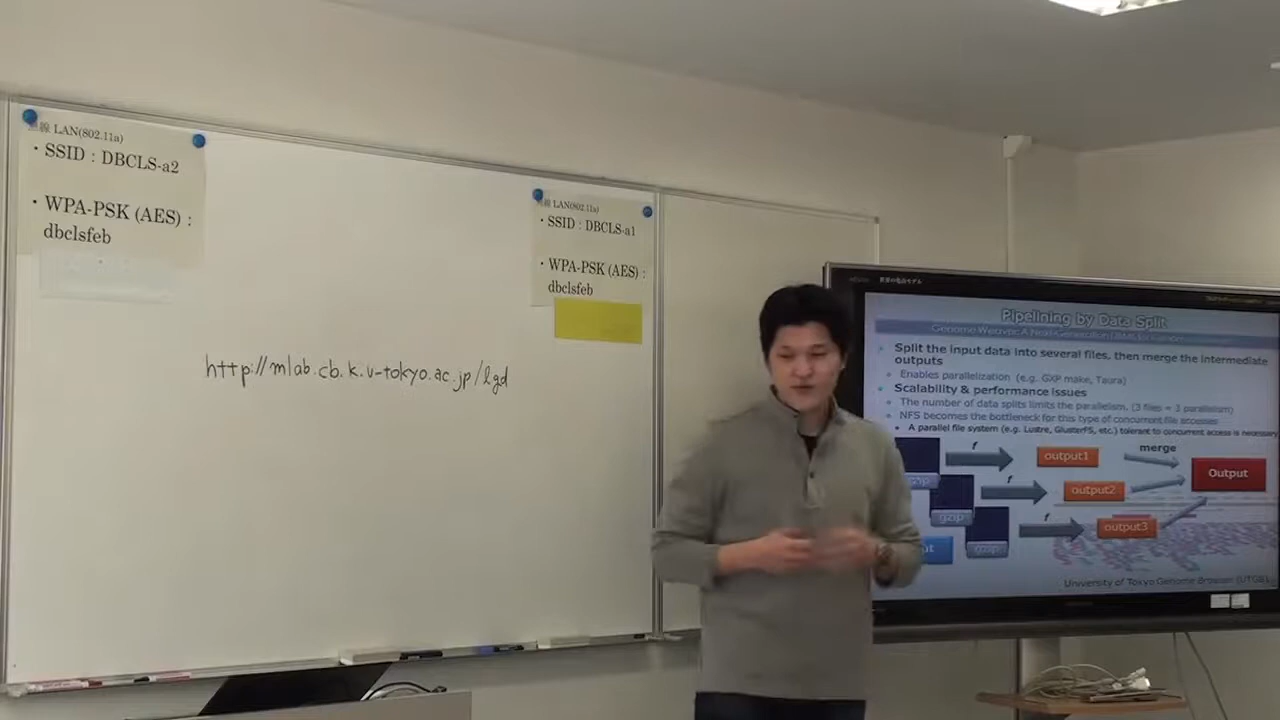 線 LAN(802.11a)
・SSID : DBCLS-a2
・WPA-PSK (AES) :
dbclsfeb
線 LAN(802.11a)
・SSID : DBCLS-a1
・WPA-PSK (AES) :
dbclsfeb
http://mlab.cb.k.u-tokyo.ac.jp/lgd
Pipelining by Data Split
Split the input data into several files, then merge the intermediate
outputs
Enables parallelization (e.g. GXP make, Taura)
Scalability & performance issues
The number of data splits limits the parallelism. (3 files = 3 parallelism)
NFS becomes the bottleneck for this type of concurrent file accesses
A parallel file system (e.g. Lustre, GlusterFS, etc.) tolerant to concurrent access is necessary
f
output1
merge
Output
gzip
f
output2
gzip
f
output3
gzip
University of Tokyo Genome Browser (UTGB)